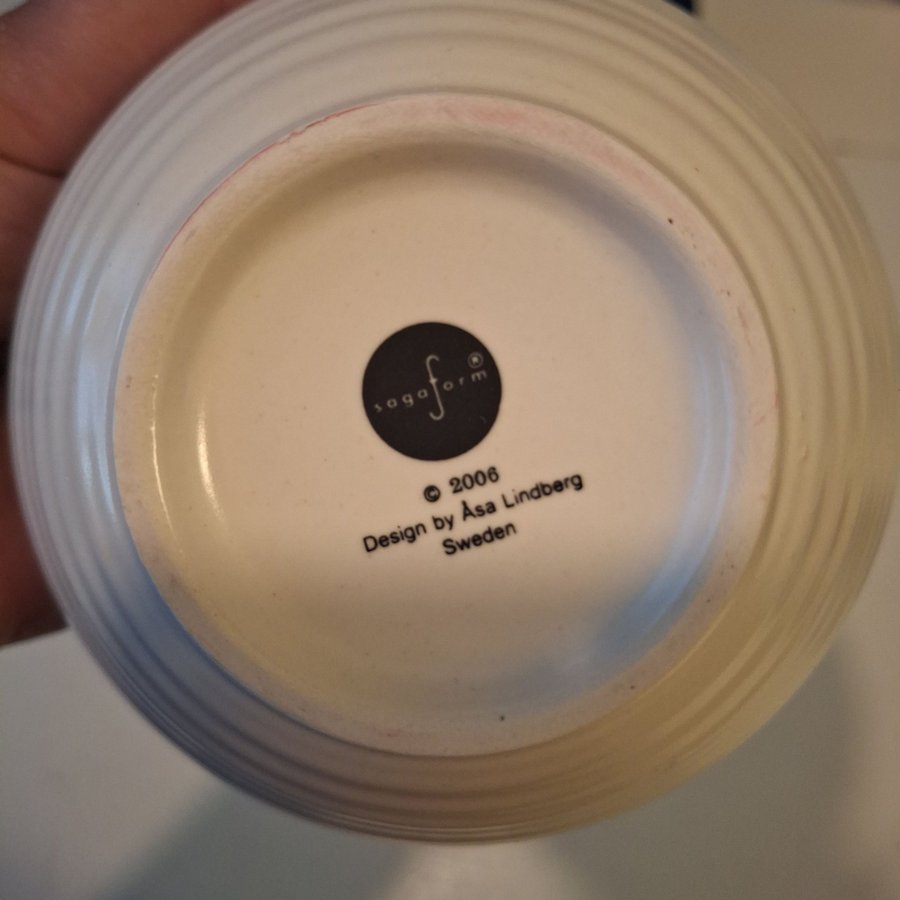 sagaform®
© 2006
Design by Åsa Lindberg
Sweden